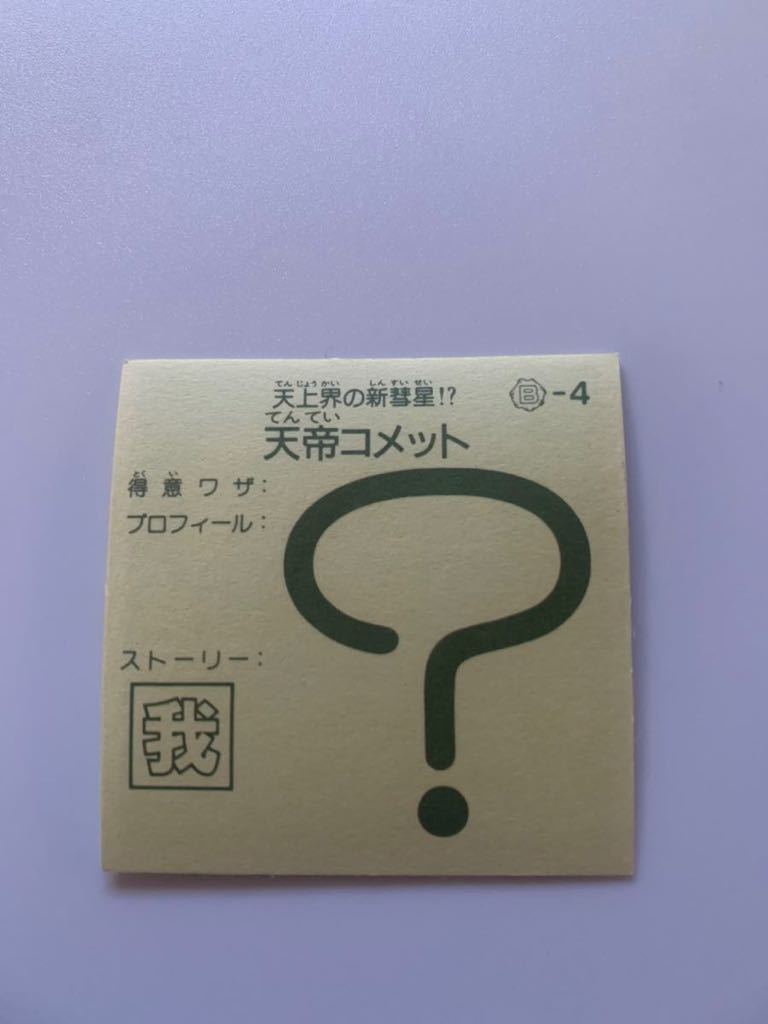 てんじょうかい しんすいせい
天上界の新彗星!?
Ⓑ-4
てんてい
天帝コメット
とくい
得意ワザ：
プロフィール：
?
ストーリー：
我